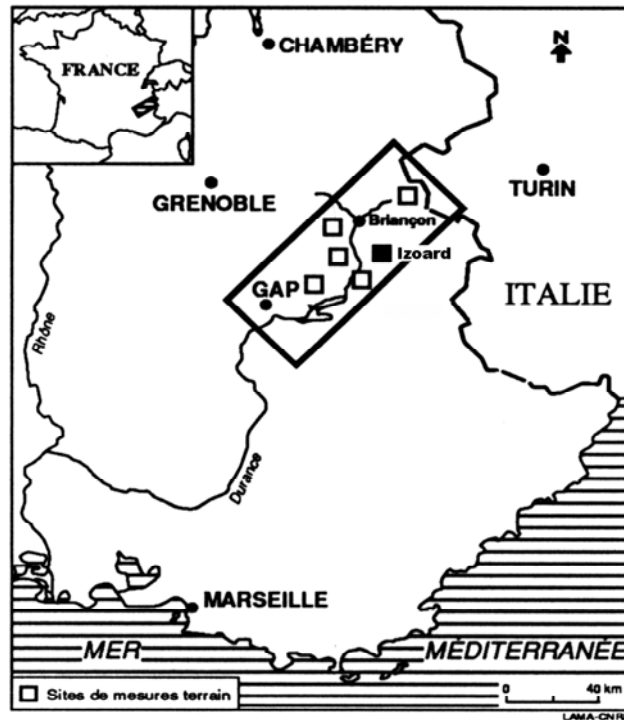 FRANCE
CHAMBÉRY
N
GRENOBLE
TURIN
Briançon
Izoard
GAP
ITALIE
Rhône
Durance
MARSEILLE
MER MÉDITERRANÉE
Sites de mesures terrain
0 40 km